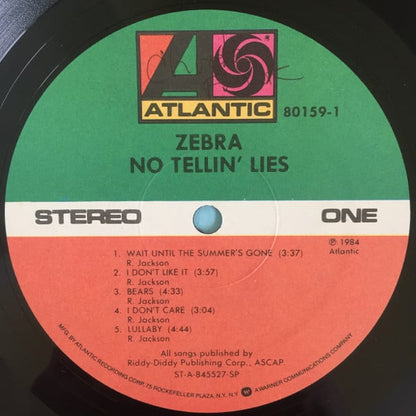 ATLANTIC
80159-1
ZEBRA
NO TELLIN' LIES
STEREO
ONE
1. WAIT UNTIL THE SUMMER'S GONE (3:37)
R. Jackson
2. I DON'T LIKE IT (3:57)
R. Jackson
3. BEARS (4:33)
R. Jackson
4. I DON'T CARE (3:04)
R. Jackson
5. LULLABY (4:44)
R. Jackson
℗ 1984
Atlantic
All songs published by
Riddy-Diddy Publishing Corp., ASCAP.
ST-A-845527-SP
MFG. BY ATLANTIC RECORDING CORP., 75 ROCKEFELLER PLAZA, N.Y., N.Y. A WARNER COMMUNICATIONS COMPANY